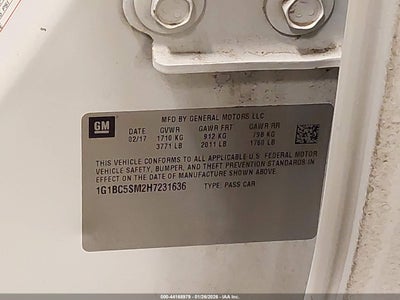 MFD BY GENERAL MOTORS LLC
GM
DATE GVWR GAWR FRT GAWR RR
02/17 1710 KG 912 KG 798 KG
3771 LB 2011 LB 1760 LB
THIS VEHICLE CONFORMS TO ALL APPLICABLE U.S. FEDERAL MOTOR
VEHICLE SAFETY, BUMPER, AND THEFT PREVENTION STANDARDS IN
EFFECT ON THE DATE OF MANUFACTURE SHOWN ABOVE.
1G1BC5SM2H7231636 TYPE: PASS CAR